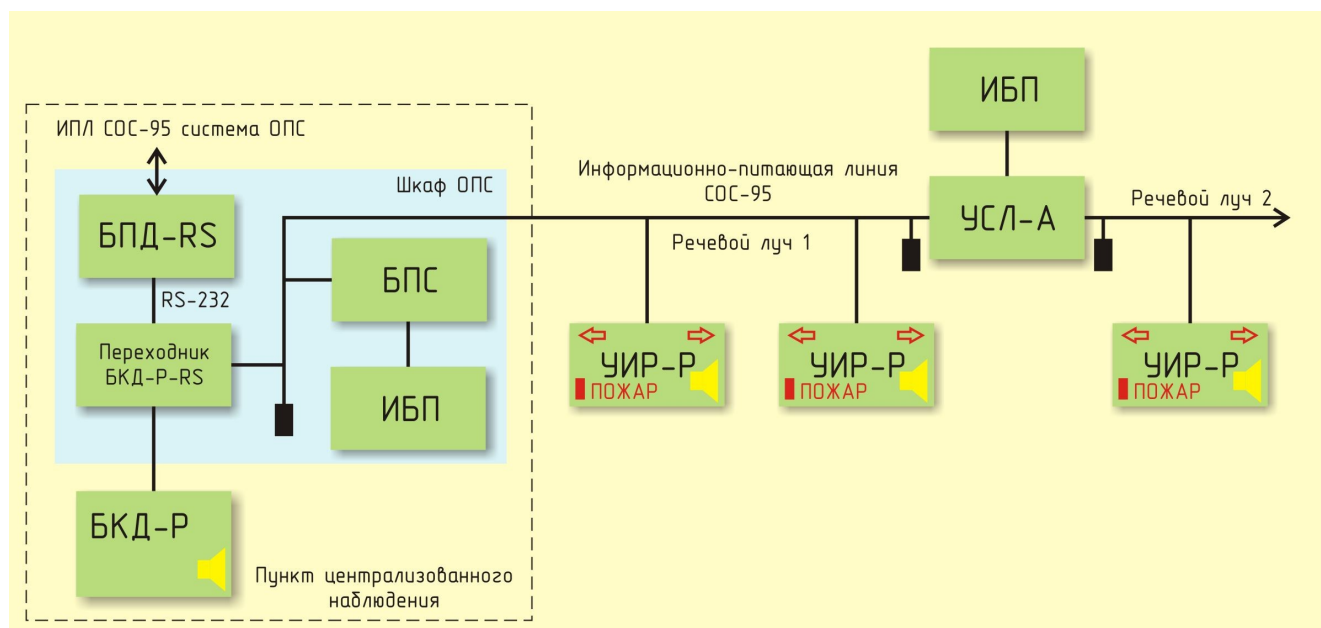 ИПЛ СОС-95 система ОПС
Шкаф ОПС
БПД-RS
RS-232
Переходник
БКД-Р-RS
БПС
ИБП
БКД-Р
Пункт централизованного
наблюдения
Информационно-питающая линия
СОС-95
Речевой луч 1
ИБП
УСЛ-А
Речевой луч 2
УИР-Р
ПОЖАР
УИР-Р
ПОЖАР
УИР-Р
ПОЖАР